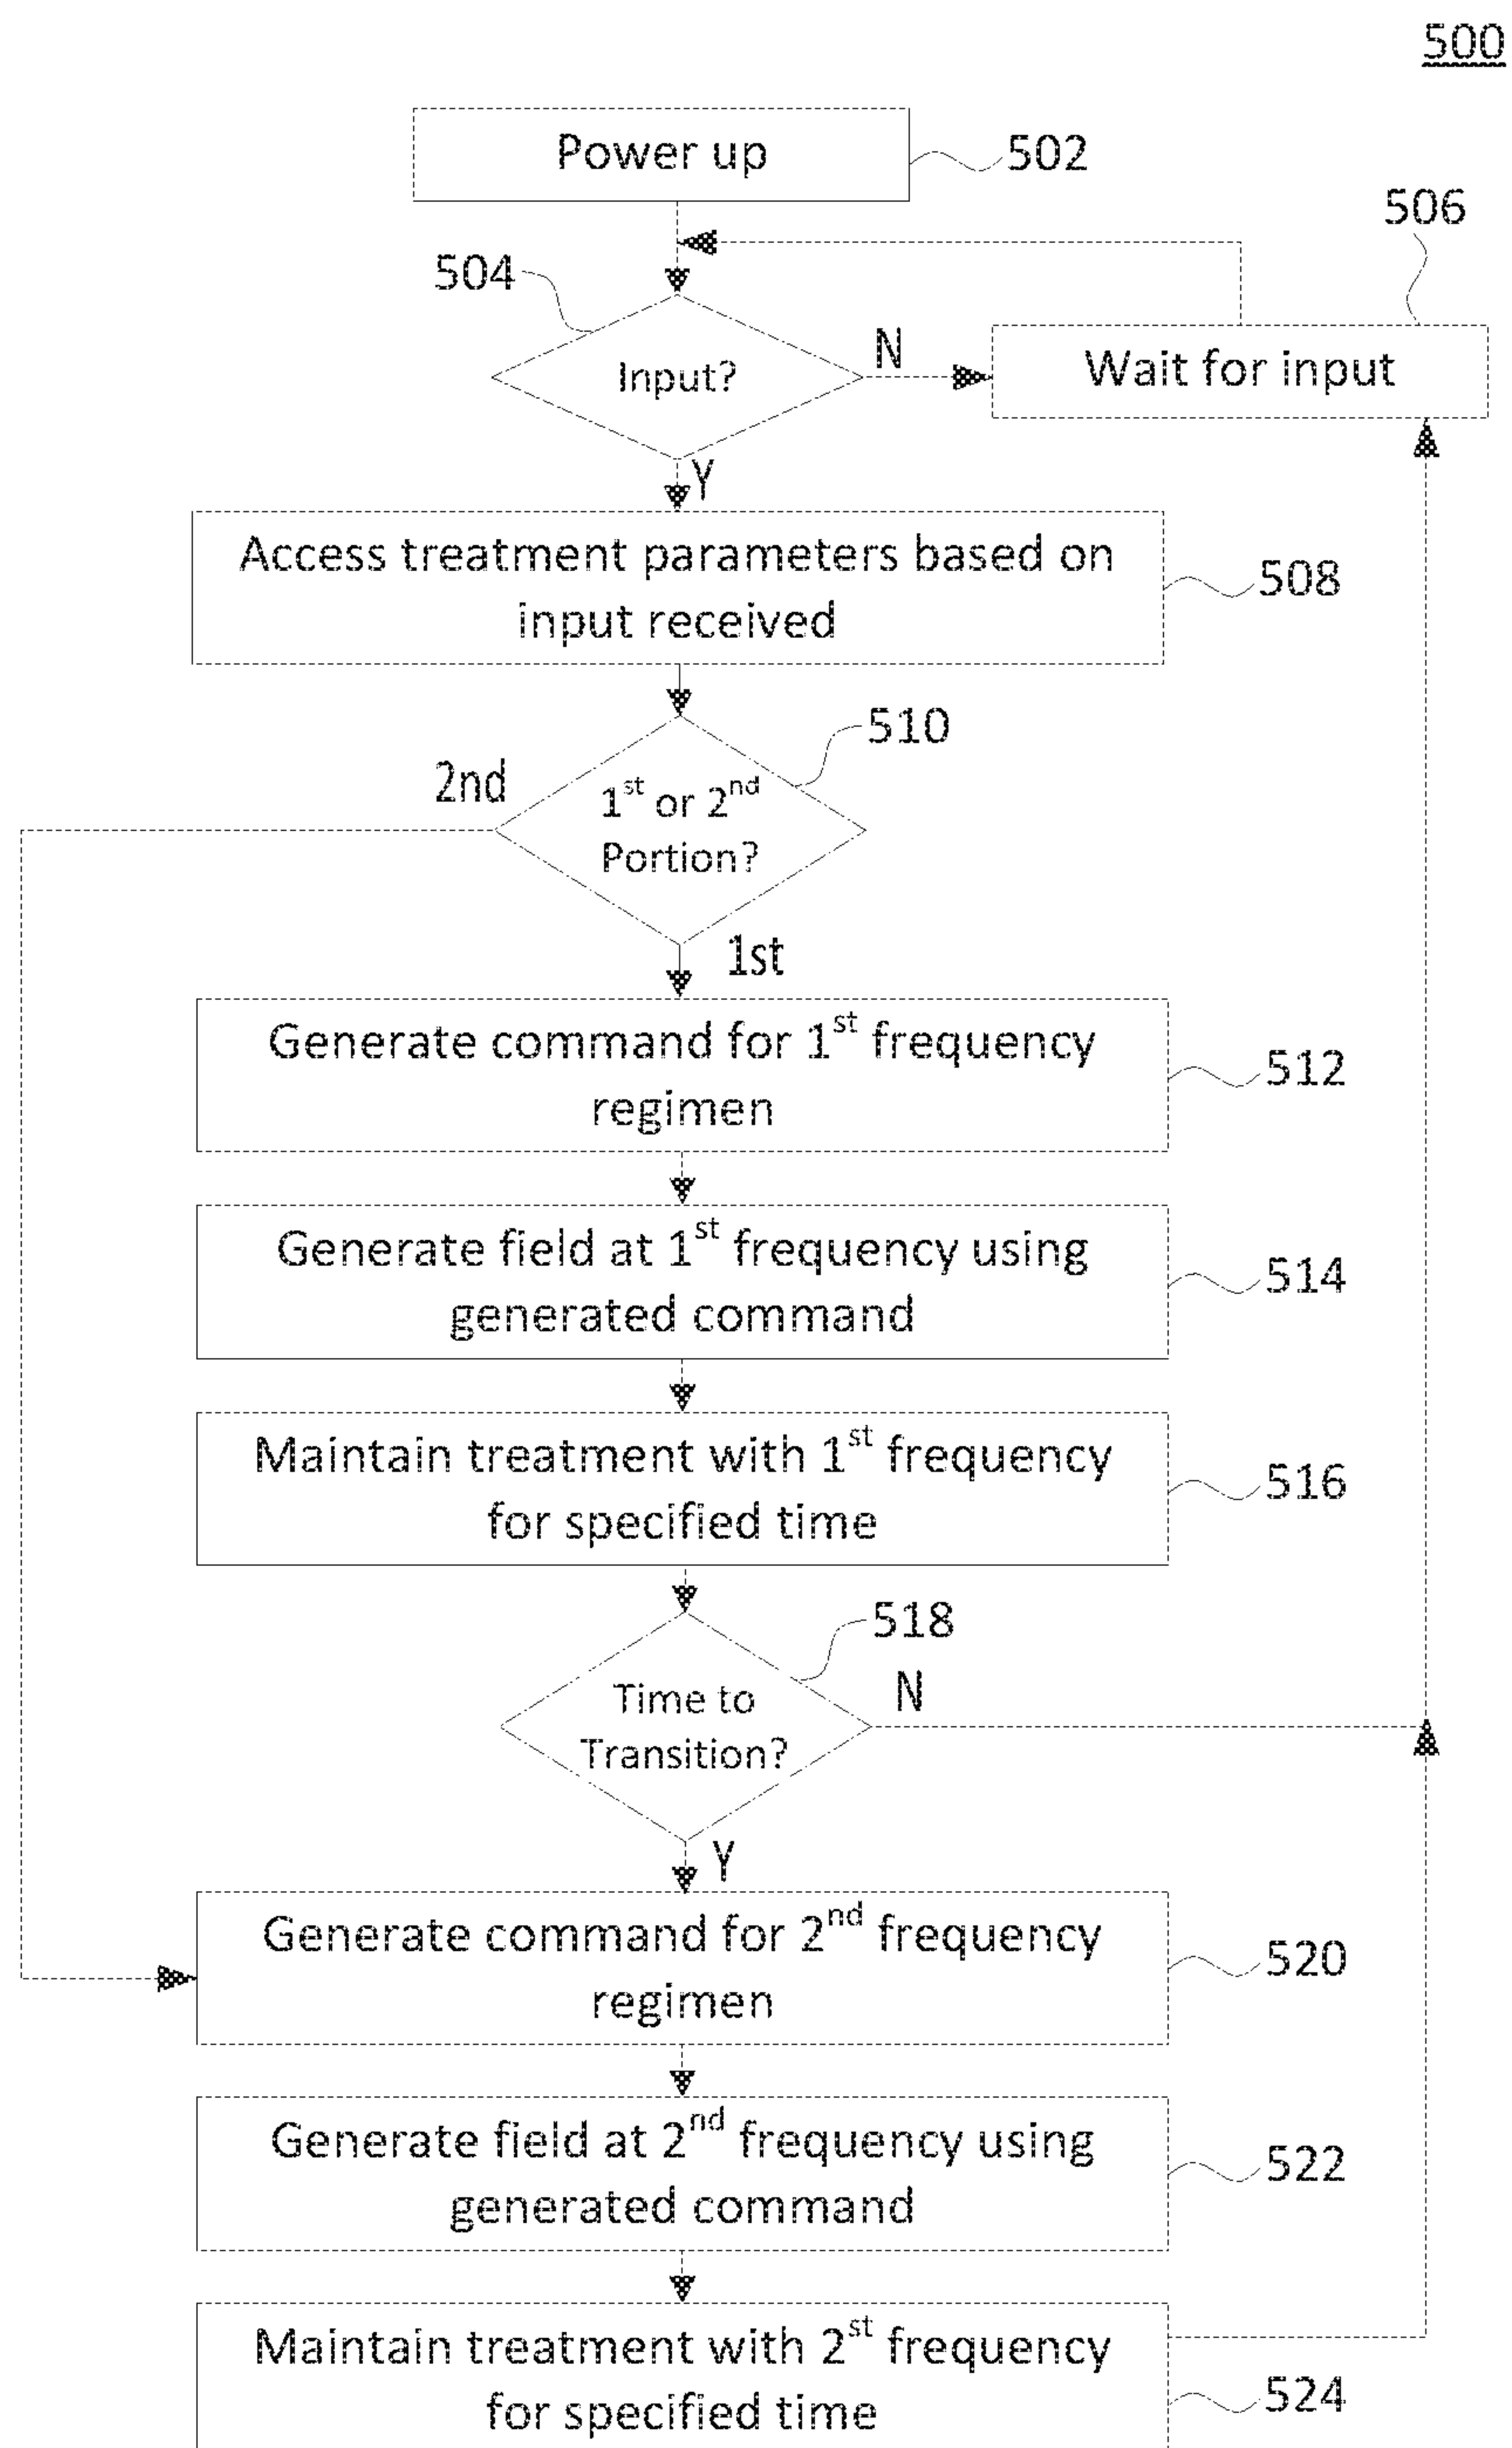 500
Power up
502
506
504
Input?
N
Wait for input
Y
Access treatment parameters based on
input received
508
510
2nd
1st or 2nd
Portion?
1st
Generate command for 1st frequency
regimen
512
Generate field at 1st frequency using
generated command
514
Maintain treatment with 1st frequency
for specified time
516
518
Time to
Transition?
N
Y
Generate command for 2nd frequency
regimen
520
Generate field at 2nd frequency using
generated command
522
Maintain treatment with 2st frequency
for specified time
524